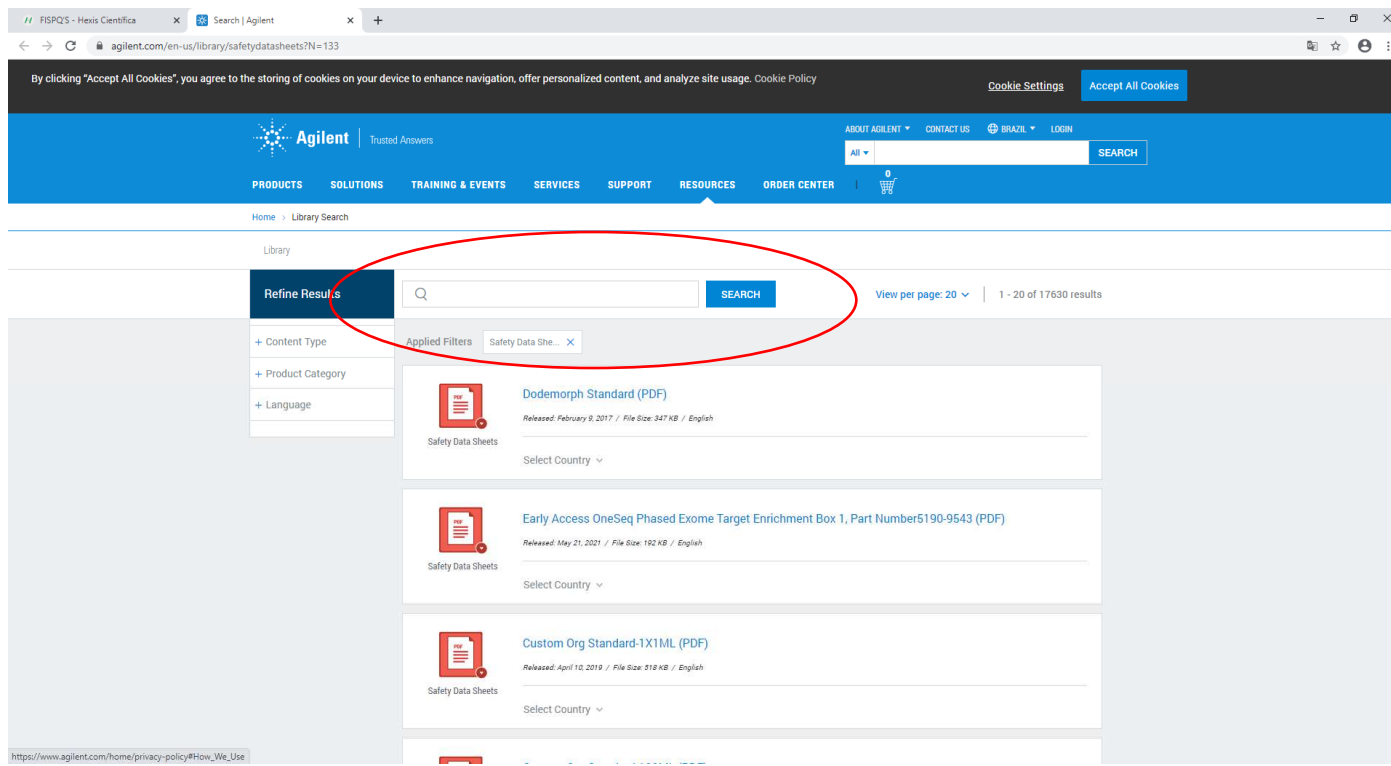 FISPQ'S - Hexis Científica
Search | Agilent
agilent.com/en-us/library/safetydatasheets?N=133
By clicking “Accept All Cookies”, you agree to the storing of cookies on your device to enhance navigation, offer personalized content, and analyze site usage. Cookie Policy
Cookie Settings
Accept All Cookies
Agilent Trusted Answers
ABOUT AGILENT CONTACT US BRAZIL LOGIN
All SEARCH
PRODUCTS SOLUTIONS TRAINING & EVENTS SERVICES SUPPORT RESOURCES ORDER CENTER 0
Home > Library Search
Library
Refine Results
SEARCH
View per page: 20 1 - 20 of 17630 results
+ Content Type
+ Product Category
+ Language
Applied Filters Safety Data She... X
PDF
Safety Data Sheets
Dodemorph Standard (PDF)
Released: February 9, 2017 / File Size: 347 KB / English
Select Country
PDF
Safety Data Sheets
Early Access OneSeq Phased Exome Target Enrichment Box 1, Part Number5190-9543 (PDF)
Released: May 21, 2021 / File Size: 192 KB / English
Select Country
PDF
Safety Data Sheets
Custom Org Standard-1X1ML (PDF)
Released: April 10, 2019 / File Size: 518 KB / English
Select Country
https://www.agilent.com/home/privacy-policy#How_We_Use